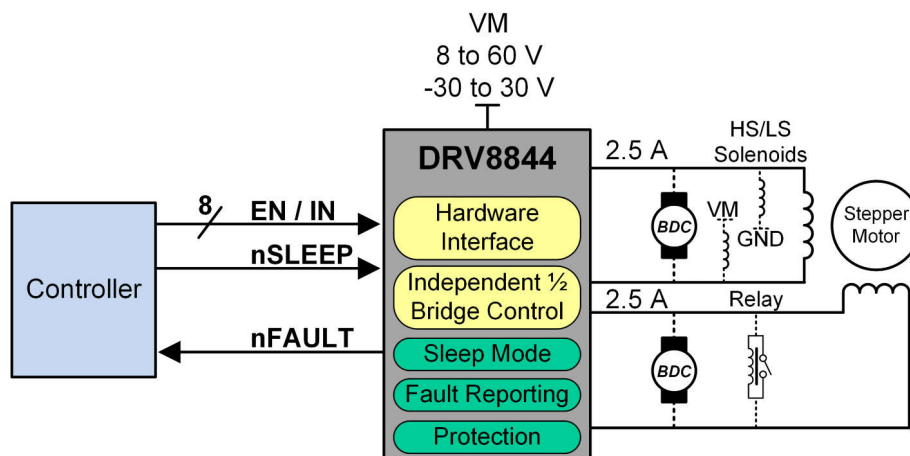 VM
8 to 60 V
-30 to 30 V
DRV8844
Hardware
Interface
Independent ½
Bridge Control
Sleep Mode
Fault Reporting
Protection
Controller
8
EN / IN
nSLEEP
nFAULT
2.5 A
HS/LS
Solenoids
BDC
VM
GND
Stepper
Motor
2.5 A
Relay
BDC